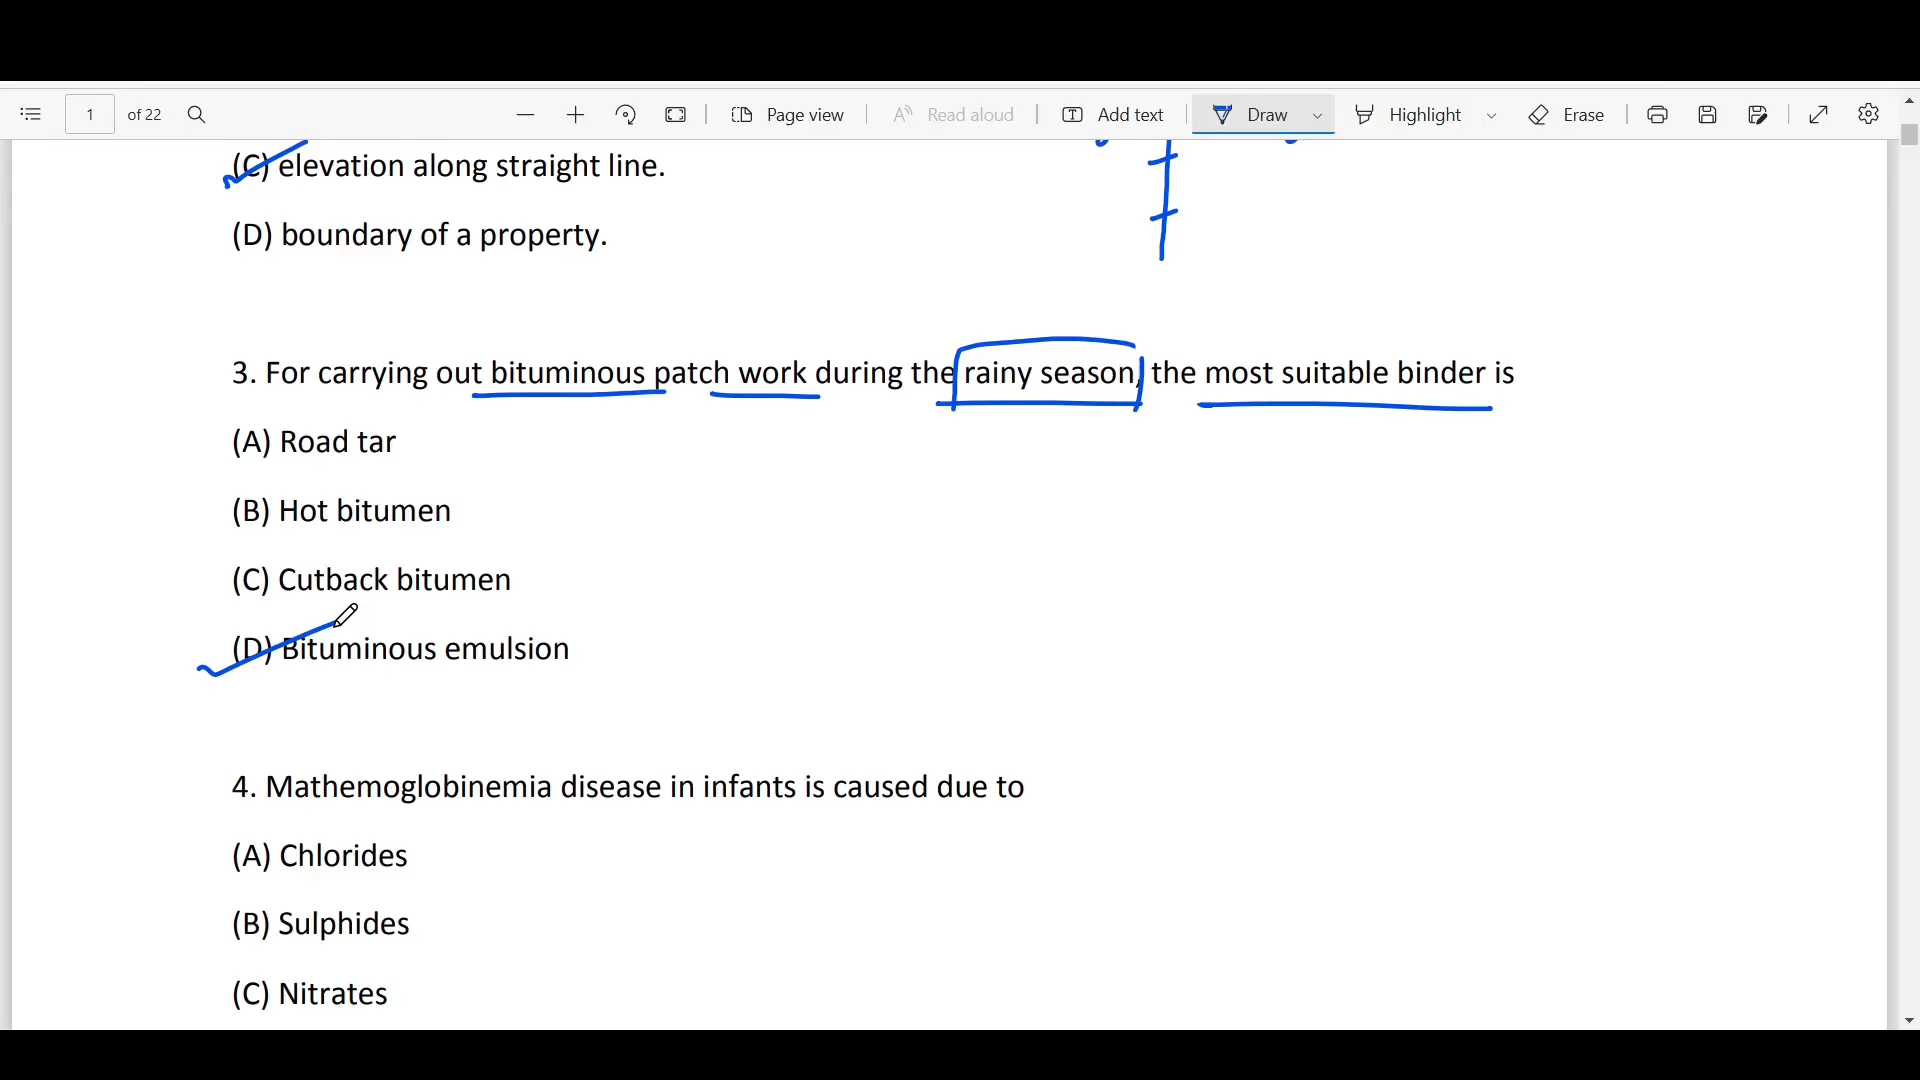 1 of 22 Page view Read aloud Add text Draw Highlight Erase
(C) elevation along straight line.
(D) boundary of a property.
3. For carrying out bituminous patch work during the rainy season, the most suitable binder is
(A) Road tar
(B) Hot bitumen
(C) Cutback bitumen
(D) Bituminous emulsion
4. Mathemoglobinemia disease in infants is caused due to
(A) Chlorides
(B) Sulphides
(C) Nitrates